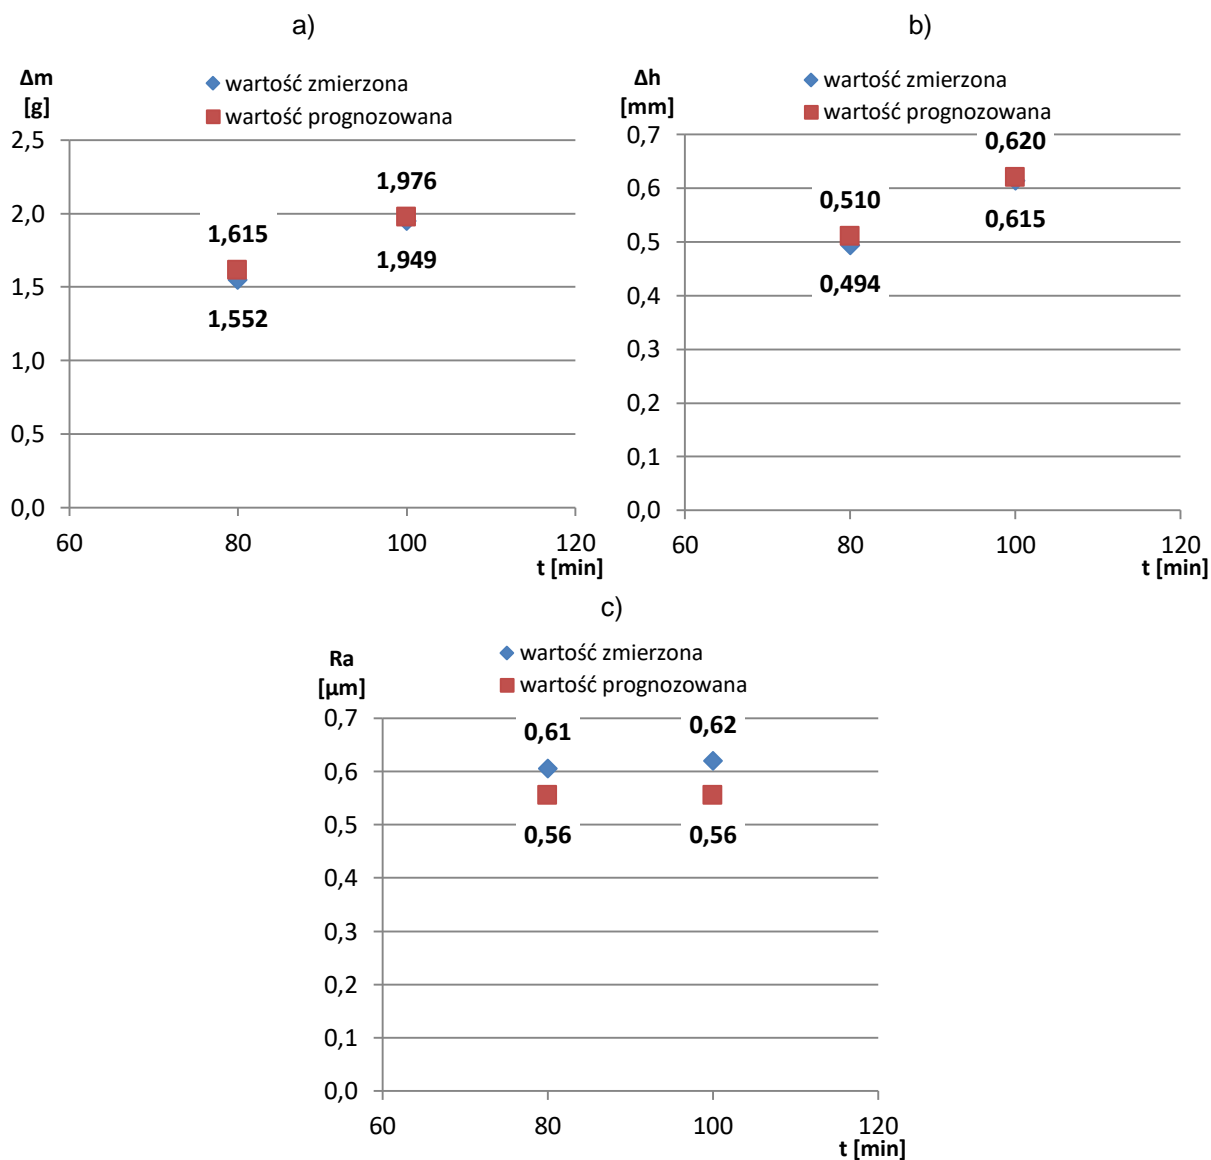 a)
Δm
[g]
wartość zmierzona
wartość prognozowana
2,5
2,0
1,5
1,0
0,5
0,0
1,615
1,552
1,976
1,949
60
80
100
120
t [min]
b)
Δh
[mm]
wartość zmierzona
wartość prognozowana
0,7
0,6
0,5
0,4
0,3
0,2
0,1
0,0
0,510
0,494
0,620
0,615
60
80
100
120
t [min]
c)
Ra
[µm]
wartość zmierzona
wartość prognozowana
0,7
0,6
0,5
0,4
0,3
0,2
0,1
0,0
0,61
0,56
0,62
0,56
60
80
100
120
t [min]